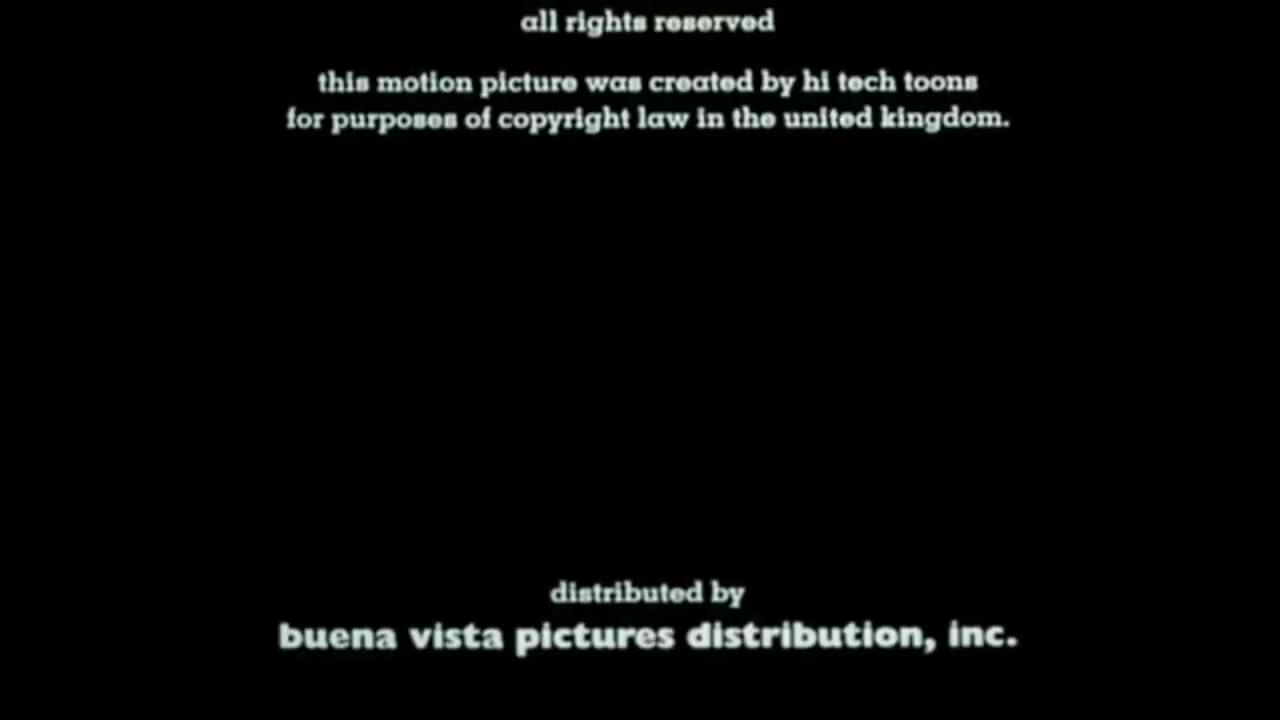 all rights reserved
this motion picture was created by hi tech toons
for purposes of copyright law in the united kingdom.
distributed by
buena vista pictures distribution, inc.